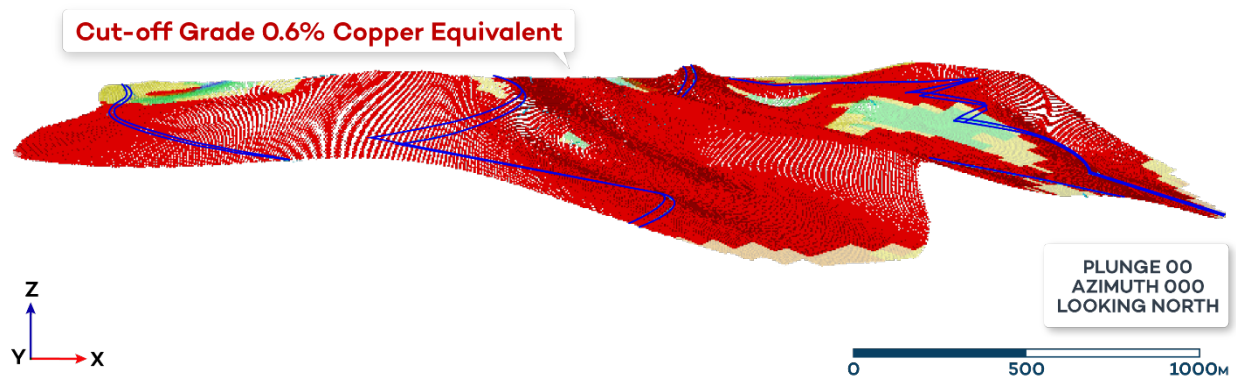 Cut-off Grade 0.6% Copper Equivalent
PLUNGE 00
AZIMUTH 000
LOOKING NORTH
Z
Y
X
0
500
1000M